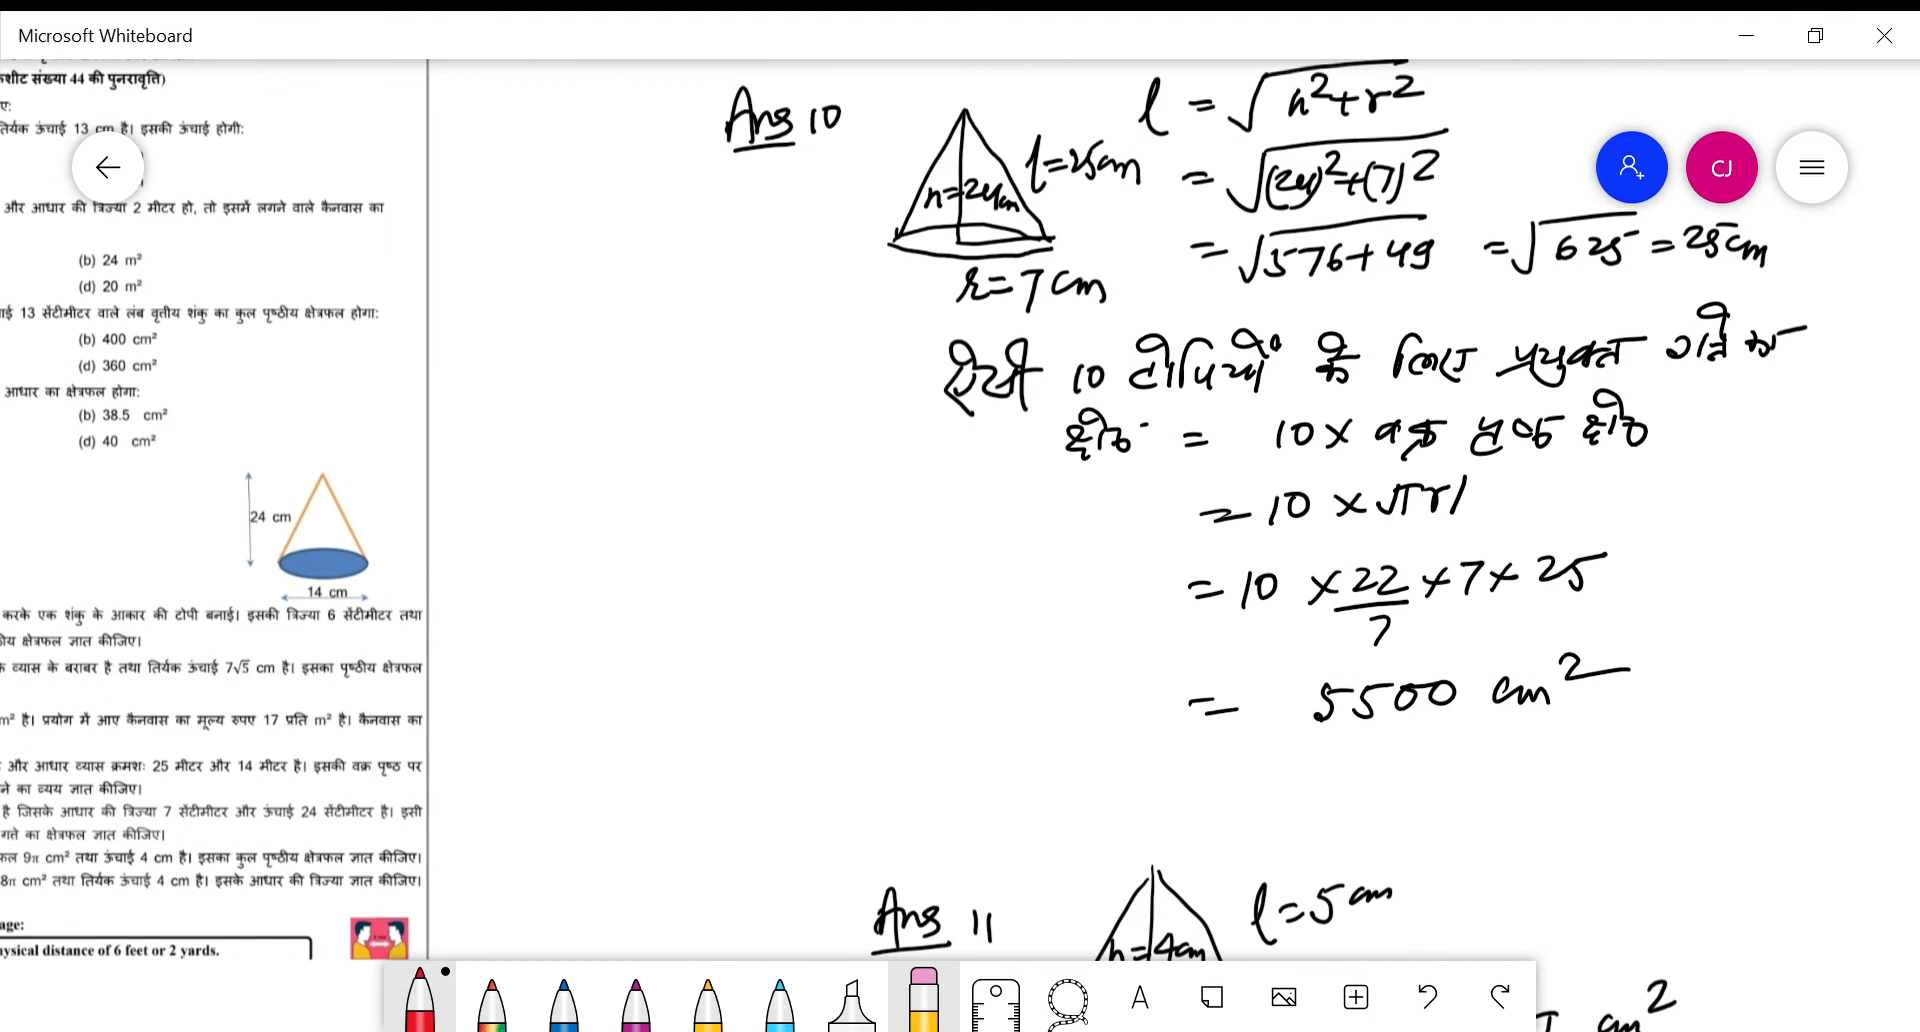 Microsoft Whiteboard
शीट संख्या 44 की पुनरावृत्ति)
ए:
तिर्यक ऊंचाई 13 cm है। इसकी ऊंचाई होगी:
और आधार की त्रिज्या 2 मीटर हो, तो इसमें लगने वाले कैनवास का
(b) 24 m²
(d) 20 m²
ाई 13 सेंटीमीटर वाले लंब वृत्तीय शंकु का कुल पृष्ठीय क्षेत्रफल होगा:
(b) 400 cm²
(d) 360 cm²
आधार का क्षेत्रफल होगा:
(b) 38.5 cm²
(d) 40 cm²
24 cm
14 cm
करके एक शंकु के आकार की टोपी बनाई। इसकी त्रिज्या 6 सेंटीमीटर तथा
ीय क्षेत्रफल ज्ञात कीजिए।
के व्यास के बराबर है तथा तिर्यक ऊंचाई 7√5 cm है। इसका पृष्ठीय क्षेत्रफल
m² है। प्रयोग में आए कैनवास का मूल्य रुपए 17 प्रति m² है। कैनवास का
और आधार व्यास क्रमशः 25 मीटर और 14 मीटर है। इसकी वक्र पृष्ठ पर
ने का व्यय ज्ञात कीजिए।
है जिसके आधार की त्रिज्या 7 सेंटीमीटर और ऊंचाई 24 सेंटीमीटर है। इसी
गत्ते का क्षेत्रफल ज्ञात कीजिए।
फल 9π cm² तथा ऊंचाई 4 cm है। इसका कुल पृष्ठीय क्षेत्रफल ज्ञात कीजिए।
8π cm² तथा तिर्यक ऊंचाई 4 cm है। इसके आधार की त्रिज्या ज्ञात कीजिए।
age:
hysical distance of 6 feet or 2 yards.
CJ
Ans 10
h=24cm
l=25cm
r=7cm
l = √h²+r²
= √(24)²+(7)²
= √576+49 = √625 = 25cm
ऐसी 10 टोपियों के लिए प्रयुक्त गत्ते का
क्षे० = 10 x वक्र पृष्ठ क्षे०
= 10 x πrl
= 10 x 22/7 x 7 x 25
= 5500 cm²
Ans 11
h=4cm
l=5cm
cm²